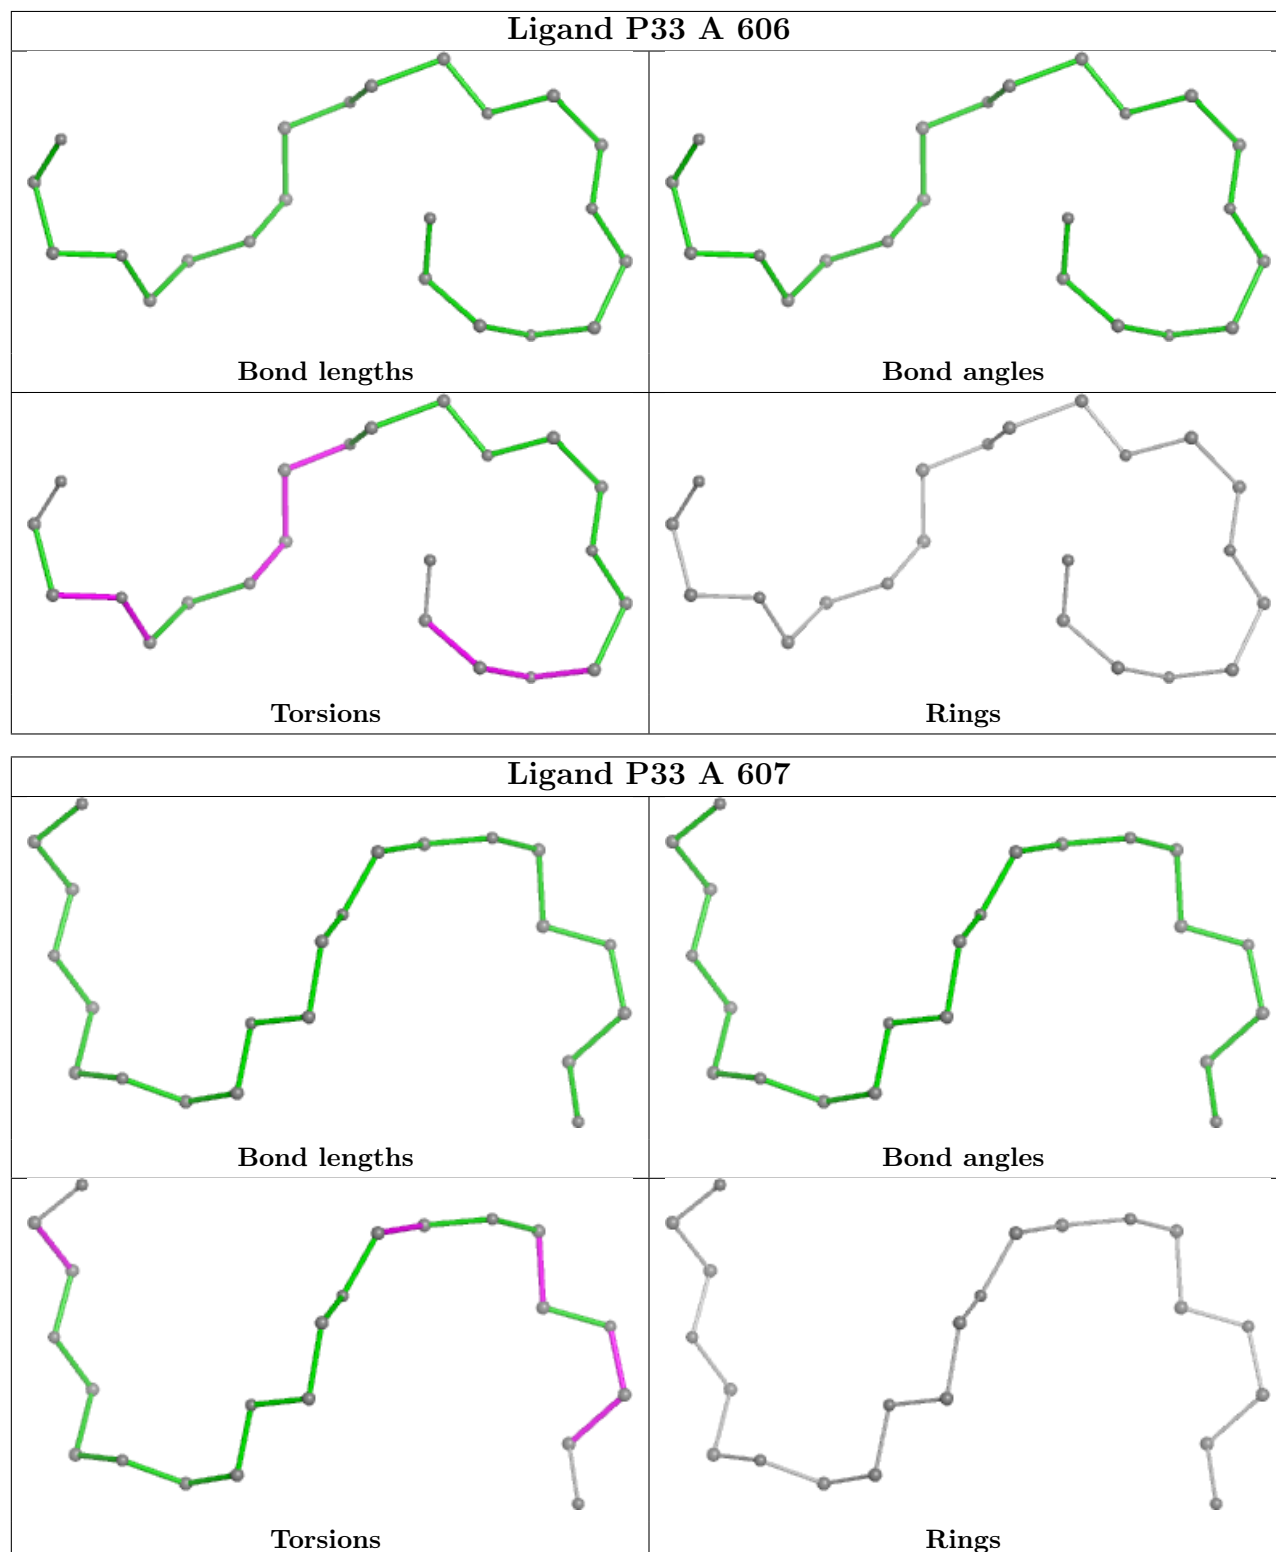 Ligand P33 A 606
Bond lengths
Bond angles
Torsions
Rings
Ligand P33 A 607
Bond lengths
Bond angles
Torsions
Rings